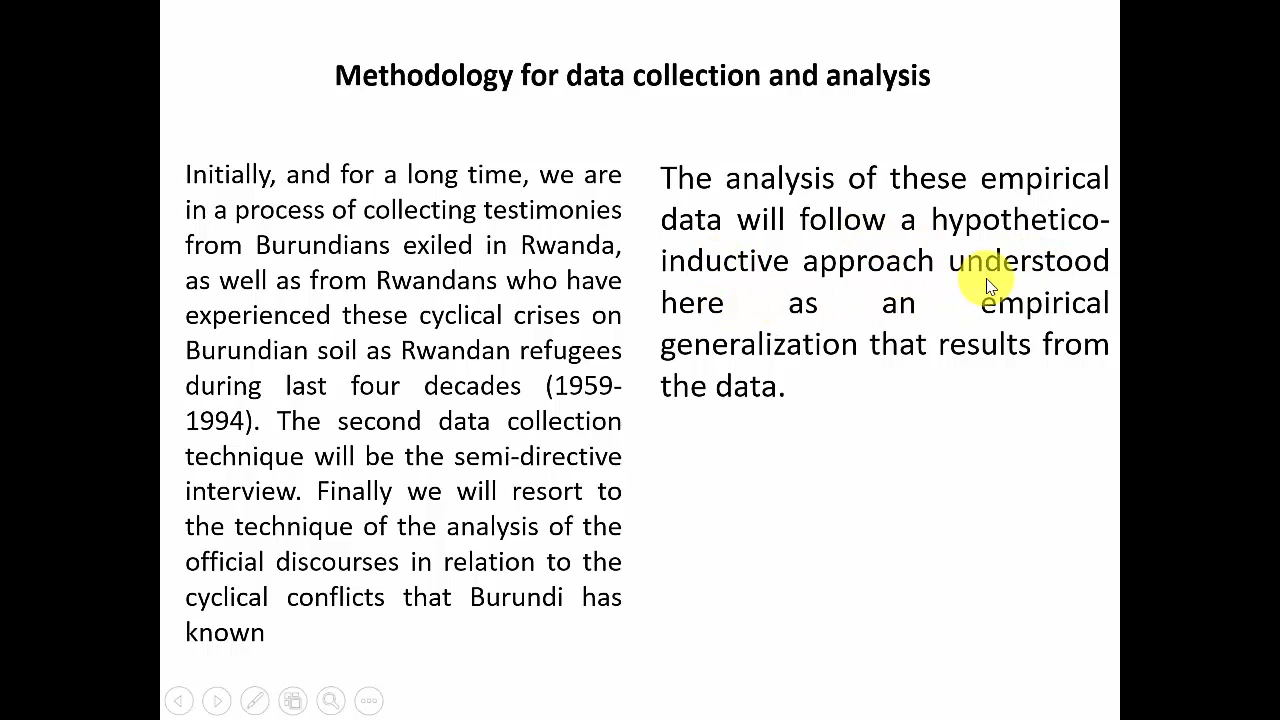 Methodology for data collection and analysis
Initially, and for a long time, we are
in a process of collecting testimonies
from Burundians exiled in Rwanda,
as well as from Rwandans who have
experienced these cyclical crises on
Burundian soil as Rwandan refugees
during last four decades (1959-
1994). The second data collection
technique will be the semi-directive
interview. Finally we will resort to
the technique of the analysis of the
official discourses in relation to the
cyclical conflicts that Burundi has
known
The analysis of these empirical
data will follow a hypothetico-
inductive approach understood
here as an empirical
generalization that results from
the data.